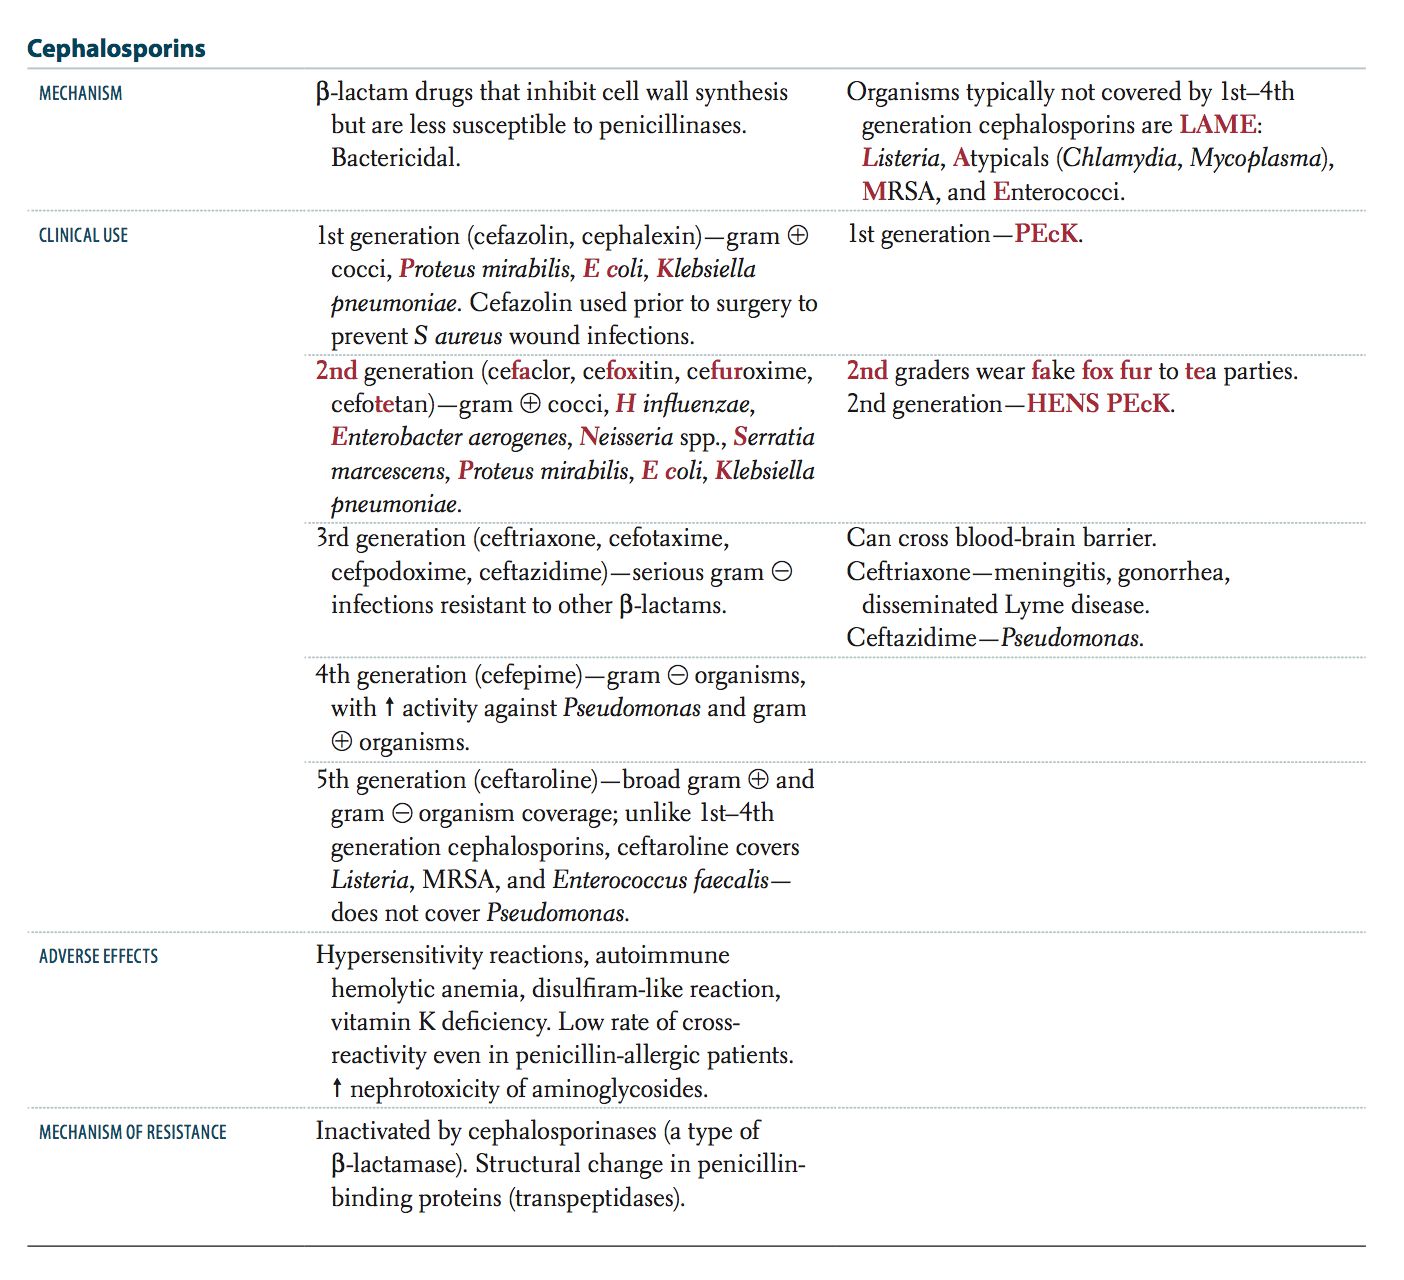 Cephalosporins
MECHANISM
β-lactam drugs that inhibit cell wall synthesis
but are less susceptible to penicillinases.
Bactericidal.
Organisms typically not covered by 1st–4th
generation cephalosporins are LAME:
Listeria, Atypicals (Chlamydia, Mycoplasma),
MRSA, and Enterococci.
CLINICAL USE
1st generation (cefazolin, cephalexin)—gram ⊕
cocci, Proteus mirabilis, E coli, Klebsiella
pneumoniae. Cefazolin used prior to surgery to
prevent S aureus wound infections.
1st generation—PEcK.
2nd generation (cefaclor, cefoxitin, cefuroxime,
cefotetan)—gram ⊕ cocci, H influenzae,
Enterobacter aerogenes, Neisseria spp., Serratia
marcescens, Proteus mirabilis, E coli, Klebsiella
pneumoniae.
2nd graders wear fake fox fur to tea parties.
2nd generation—HENS PEcK.
3rd generation (ceftriaxone, cefotaxime,
cefpodoxime, ceftazidime)—serious gram ⊖
infections resistant to other β-lactams.
Can cross blood-brain barrier.
Ceftriaxone—meningitis, gonorrhea,
disseminated Lyme disease.
Ceftazidime—Pseudomonas.
4th generation (cefepime)—gram ⊖ organisms,
with ↑ activity against Pseudomonas and gram
⊕ organisms.
5th generation (ceftaroline)—broad gram ⊕ and
gram ⊖ organism coverage; unlike 1st–4th
generation cephalosporins, ceftaroline covers
Listeria, MRSA, and Enterococcus faecalis—
does not cover Pseudomonas.
ADVERSE EFFECTS
Hypersensitivity reactions, autoimmune
hemolytic anemia, disulfiram-like reaction,
vitamin K deficiency. Low rate of cross-
reactivity even in penicillin-allergic patients.
↑ nephrotoxicity of aminoglycosides.
MECHANISM OF RESISTANCE
Inactivated by cephalosporinases (a type of
β-lactamase). Structural change in penicillin-
binding proteins (transpeptidases).